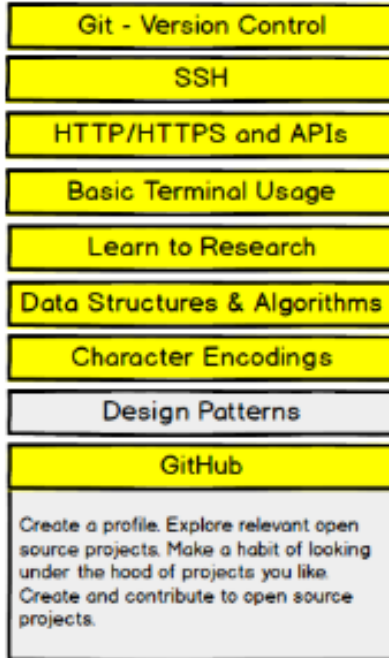 Git - Version Control
SSH
HTTP/HTTPS and APIs
Basic Terminal Usage
Learn to Research
Data Structures & Algorithms
Character Encodings
Design Patterns
GitHub
Create a profile. Explore relevant open
source projects. Make a habit of looking
under the hood of projects you like.
Create and contribute to open source
projects.